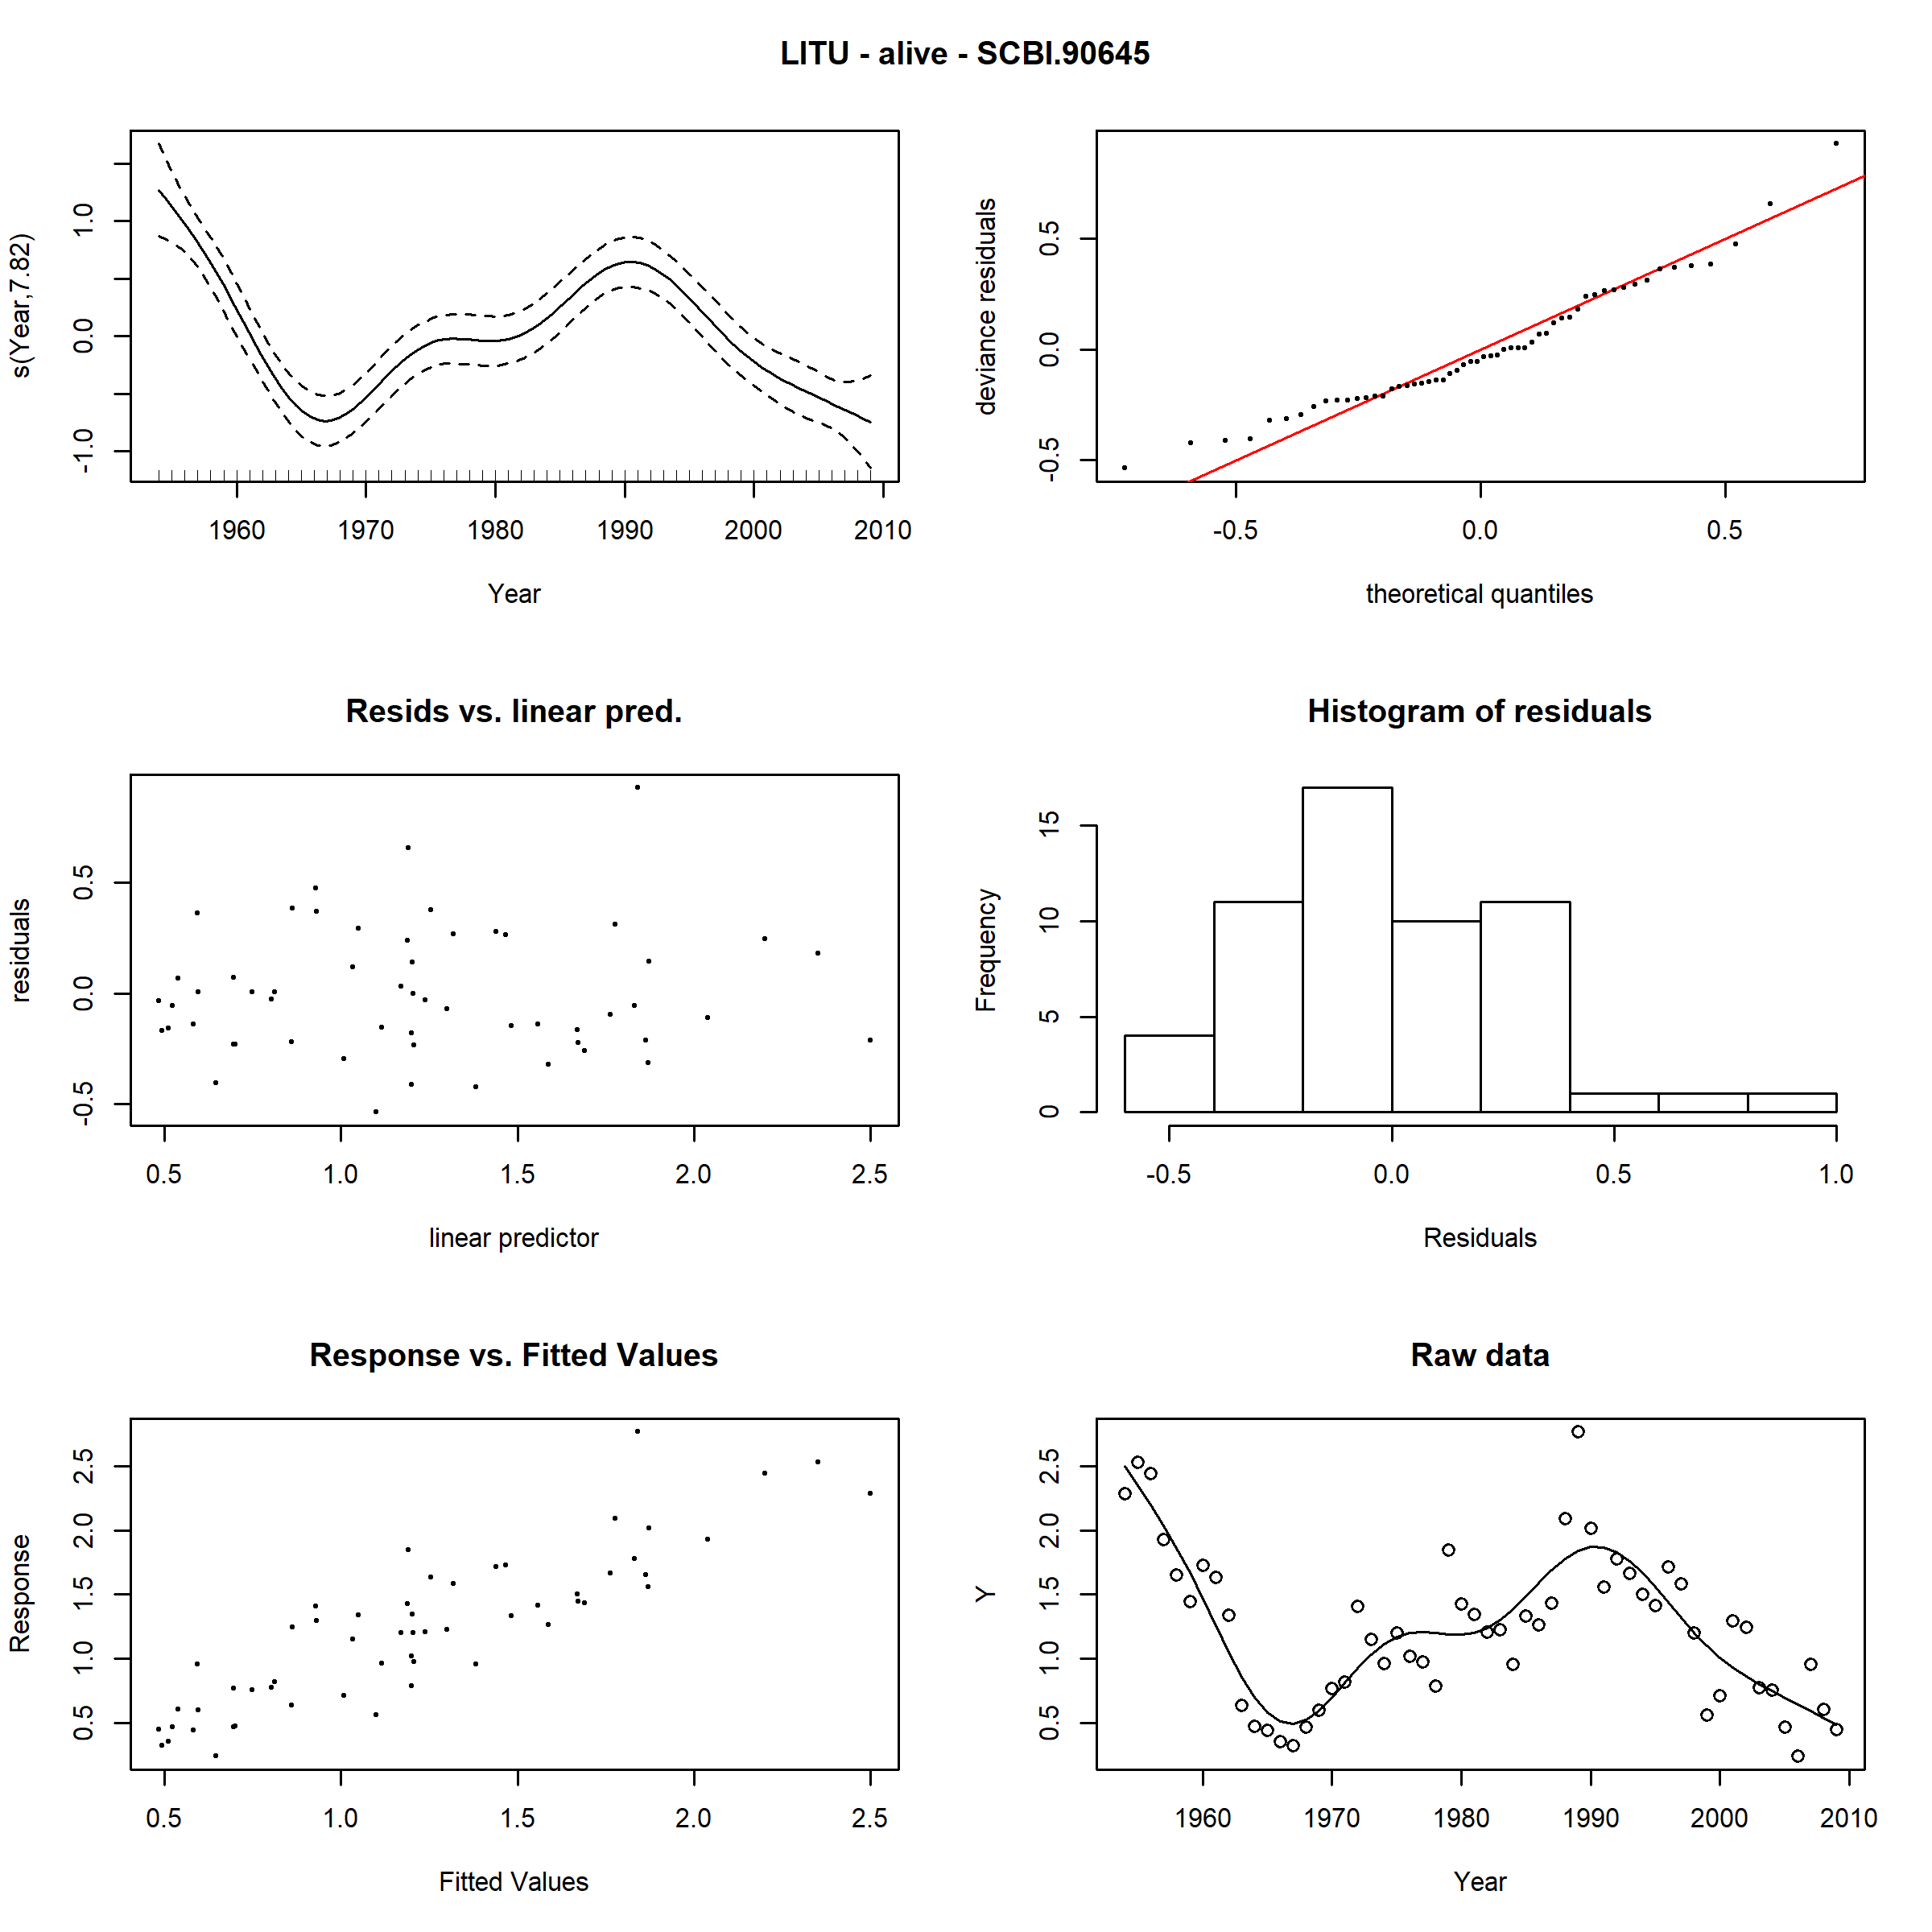 LITU - alive - SCBI.90645
s(Year,7.82)
-1.0 0.0 1.0
1960 1970 1980 1990 2000 2010
Year
deviance residuals
-0.5 0.0 0.5
-0.5 0.0 0.5
theoretical quantiles
Resids vs. linear pred.
residuals
-0.5 0.0 0.5
0.5 1.0 1.5 2.0 2.5
linear predictor
Histogram of residuals
Frequency
0 5 10 15
-0.5 0.0 0.5 1.0
Residuals
Response vs. Fitted Values
Response
0.5 1.0 1.5 2.0 2.5
0.5 1.0 1.5 2.0 2.5
Fitted Values
Raw data
Y
0.5 1.0 1.5 2.0 2.5
1960 1970 1980 1990 2000 2010
Year